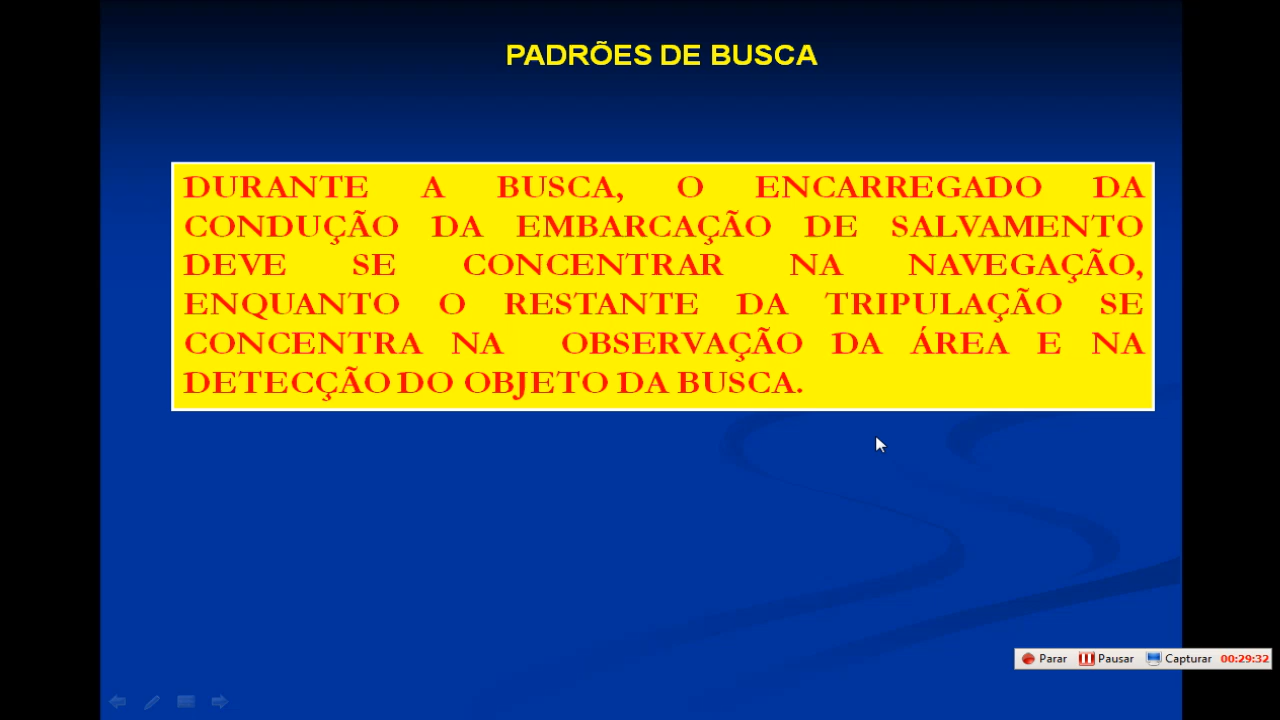 PADRÕES DE BUSCA
DURANTE A BUSCA, O ENCARREGADO DA
CONDUÇÃO DA EMBARCAÇÃO DE SALVAMENTO
DEVE SE CONCENTRAR NA NAVEGAÇÃO,
ENQUANTO O RESTANTE DA TRIPULAÇÃO SE
CONCENTRA NA OBSERVAÇÃO DA ÁREA E NA
DETECÇÃO DO OBJETO DA BUSCA.
Parar Pausar Capturar 00:29:32